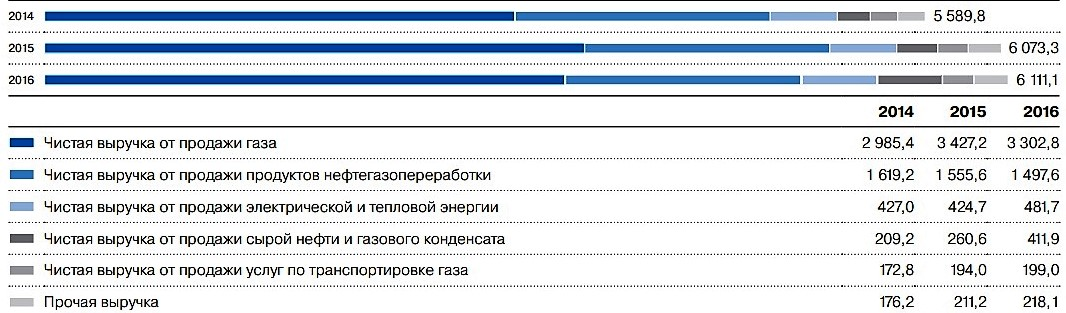 2014 5 589,8
2015 6 073,3
2016 6 111,1
2014 2015 2016
Чистая выручка от продажи газа 2 985,4 3 427,2 3 302,8
Чистая выручка от продажи продуктов нефтегазопереработки 1 619,2 1 555,6 1 497,6
Чистая выручка от продажи электрической и тепловой энергии 427,0 424,7 481,7
Чистая выручка от продажи сырой нефти и газового конденсата 209,2 260,6 411,9
Чистая выручка от продажи услуг по транспортировке газа 172,8 194,0 199,0
Прочая выручка 176,2 211,2 218,1